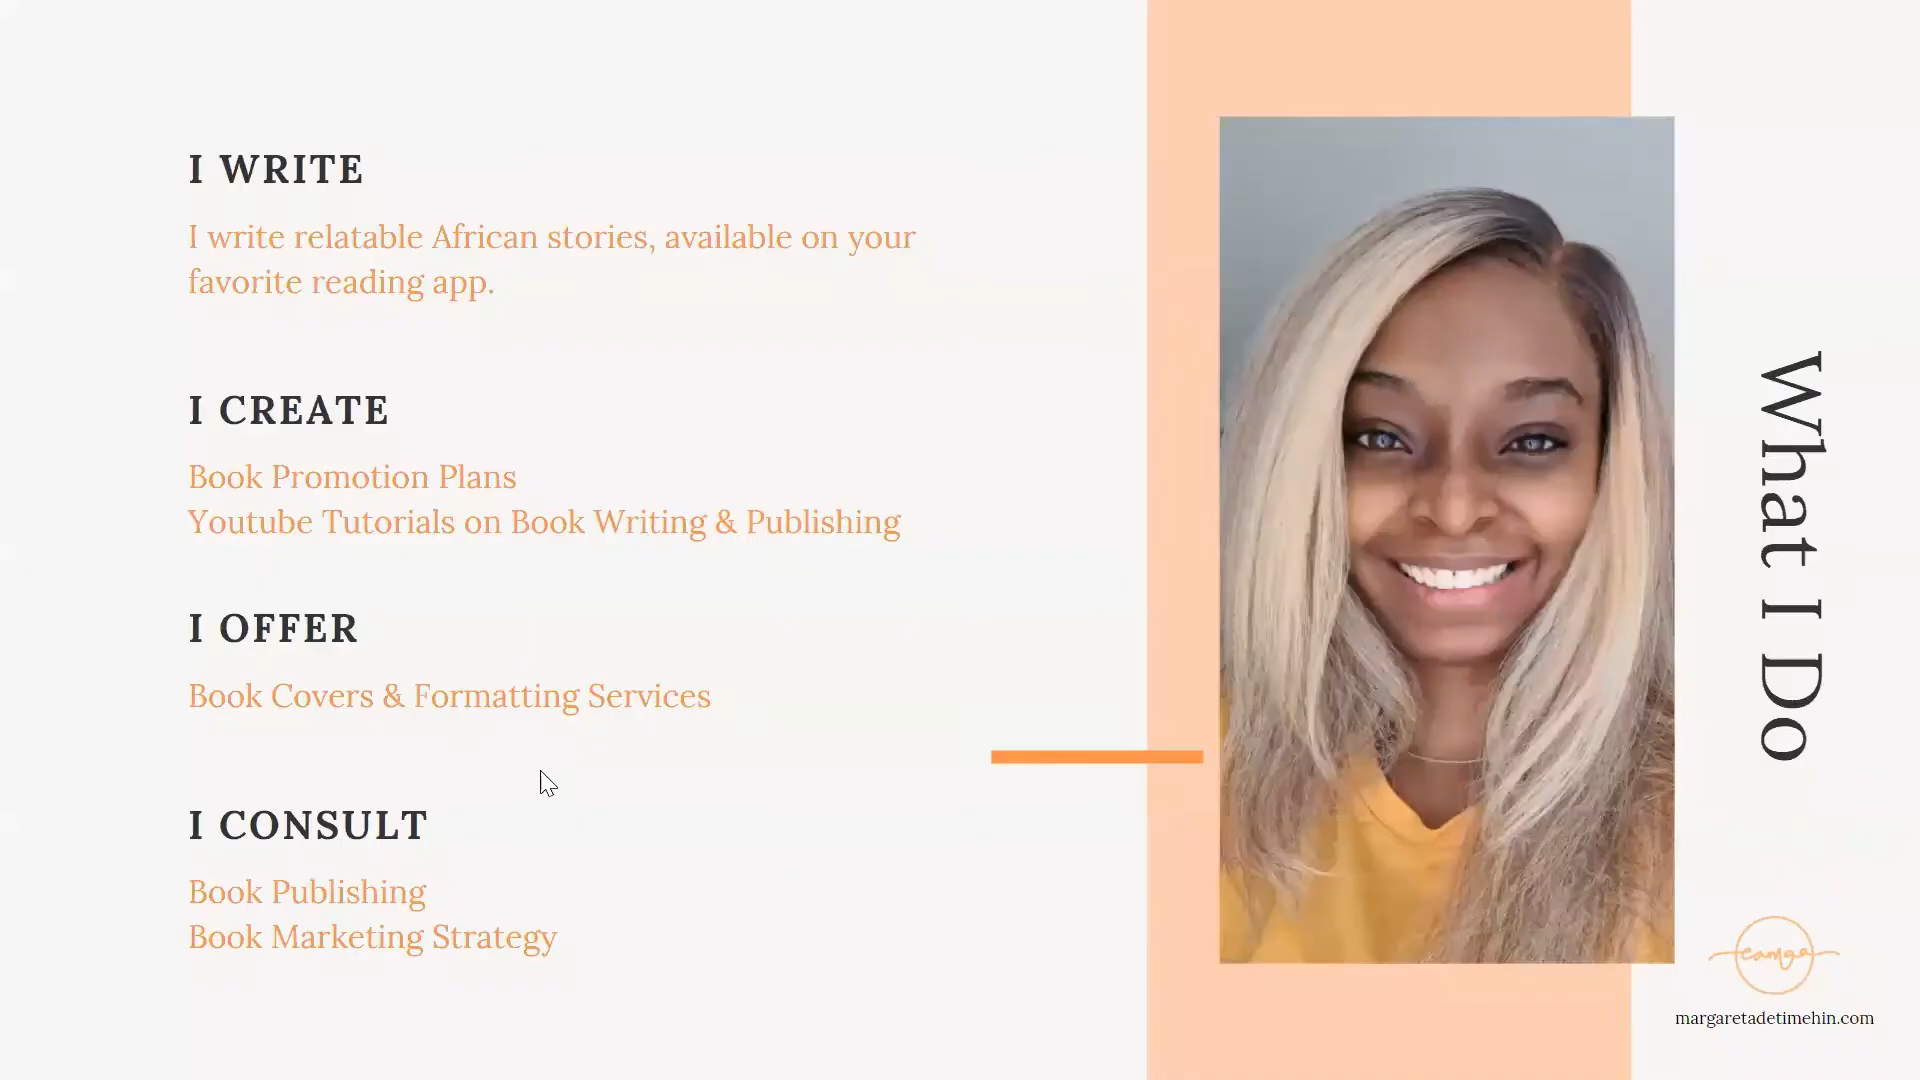 I WRITE
I write relatable African stories, available on your
favorite reading app.
I CREATE
Book Promotion Plans
Youtube Tutorials on Book Writing & Publishing
I OFFER
Book Covers & Formatting Services
I CONSULT
Book Publishing
Book Marketing Strategy
What I Do
eamga
margaretadetimehin.com